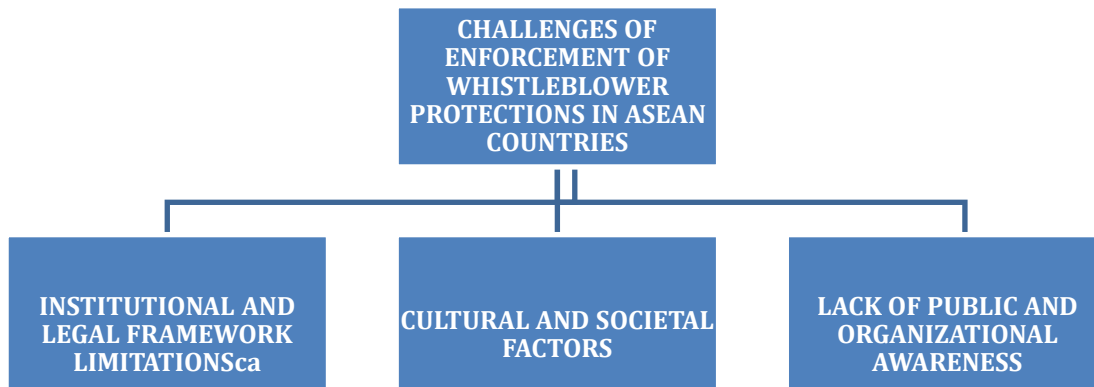 CHALLENGES OF
ENFORCEMENT OF
WHISTLEBLOWER
PROTECTIONS IN ASEAN
COUNTRIES
INSTITUTIONAL AND
LEGAL FRAMEWORK
LIMITATIONSca
CULTURAL AND SOCIETAL
FACTORS
LACK OF PUBLIC AND
ORGANIZATIONAL
AWARENESS